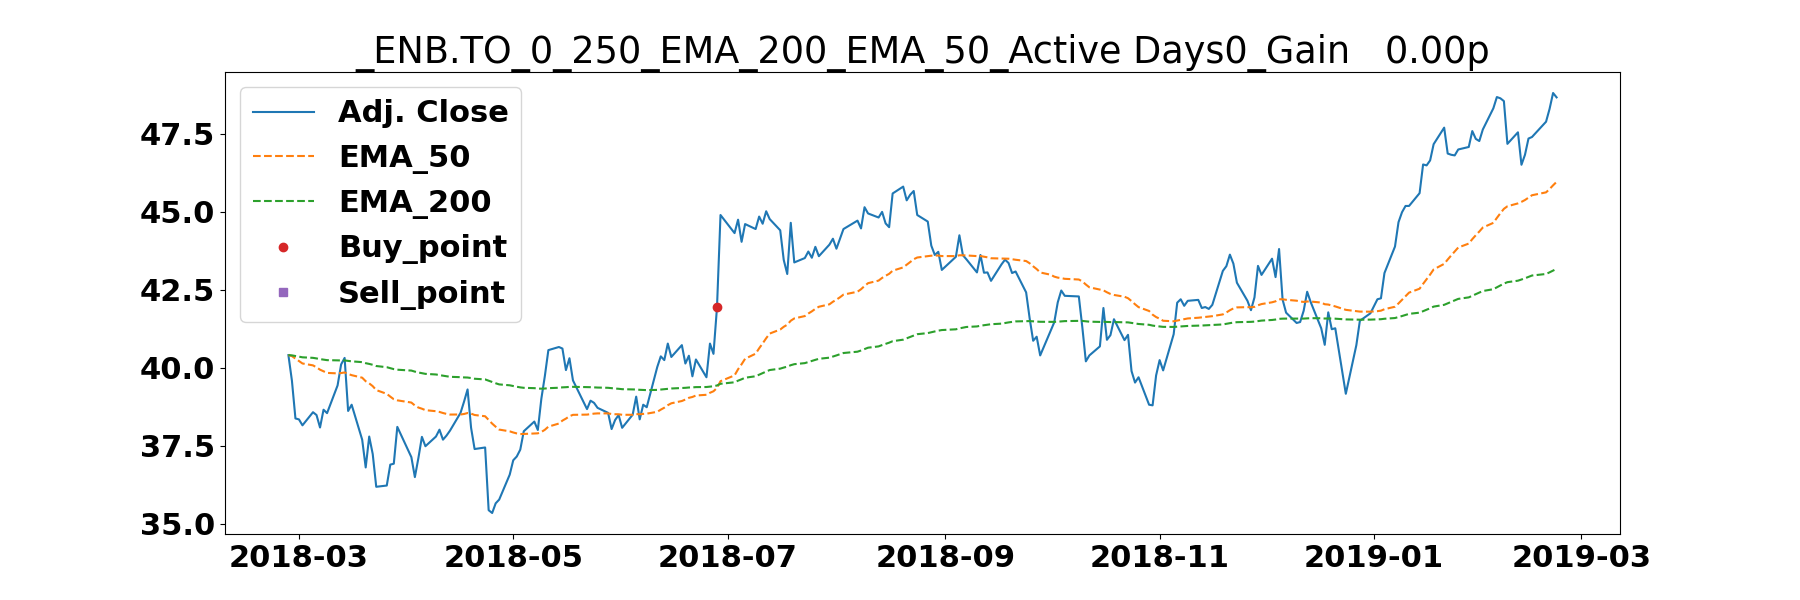 _ENB.TO_0_250_EMA_200_EMA_50_Active Days0_Gain   0.00p
Adj. Close
EMA_50
EMA_200
Buy_point
Sell_point
47.5
45.0
42.5
40.0
37.5
35.0
2018-03 2018-05 2018-07 2018-09 2018-11 2019-01 2019-03